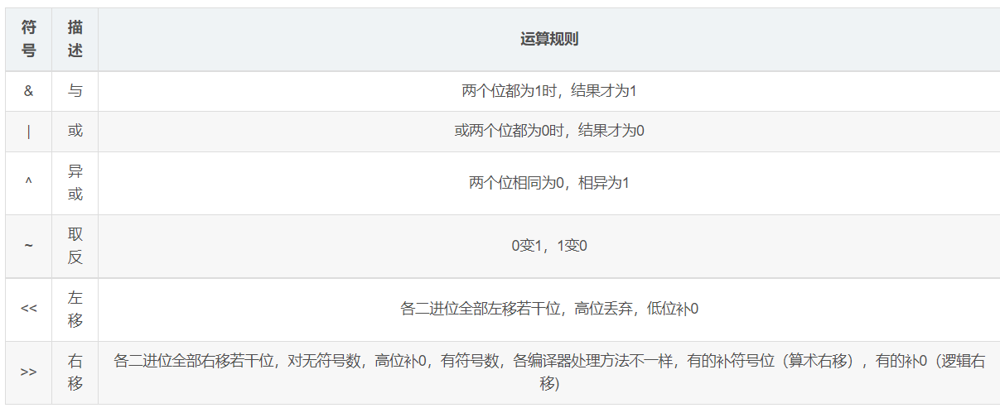 符号 描述 运算规则
& 与 两个位都为1时，结果才为1
| 或 或两个位都为0时，结果才为0
^ 异或 两个位相同为0，相异为1
~ 取反 0变1，1变0
<< 左移 各二进位全部左移若干位，高位丢弃，低位补0
>> 右移 各二进位全部右移若干位，对无符号数，高位补0，有符号数，各编译器处理方法不一样，有的补符号位（算术右移），有的补0（逻辑右
移）